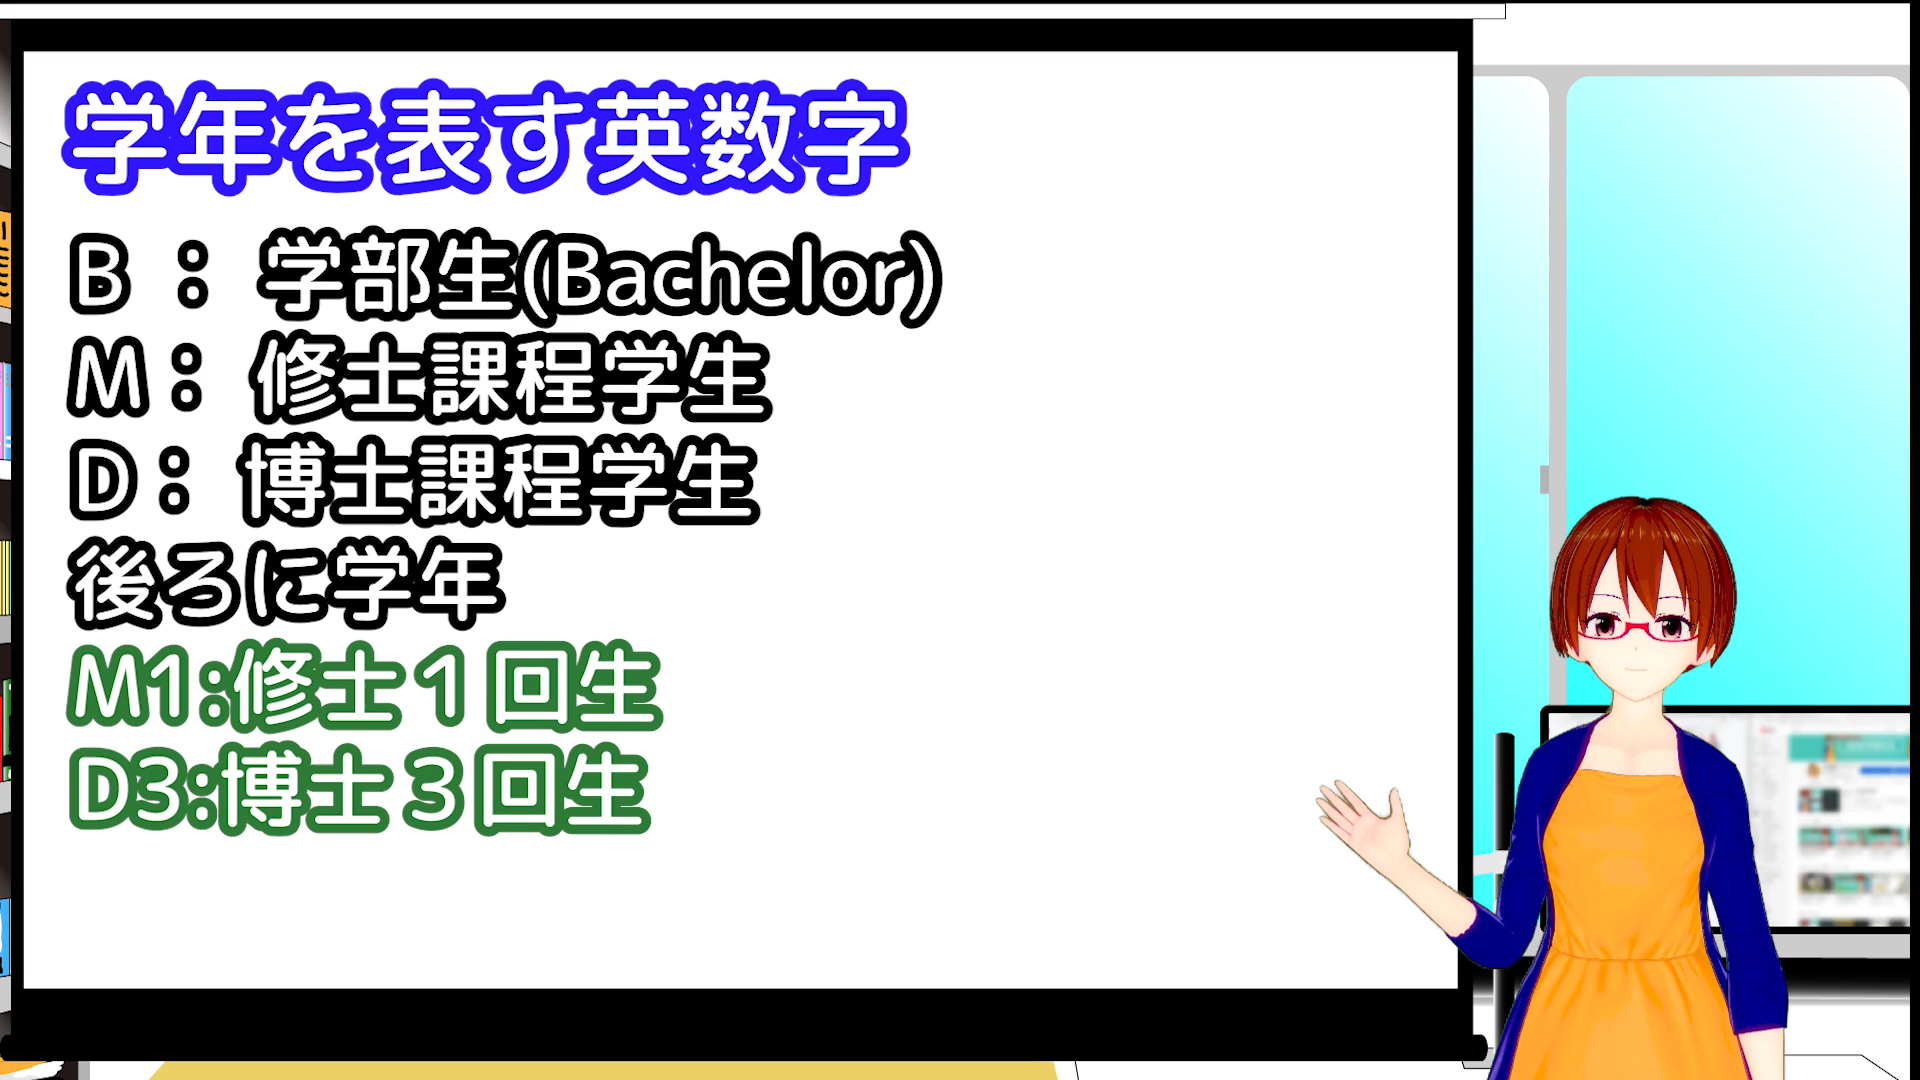 学年を表す英数字
B : 学部生(Bachelor)
M : 修士課程学生
D : 博士課程学生
後ろに学年
M1:修士１回生
D3:博士３回生